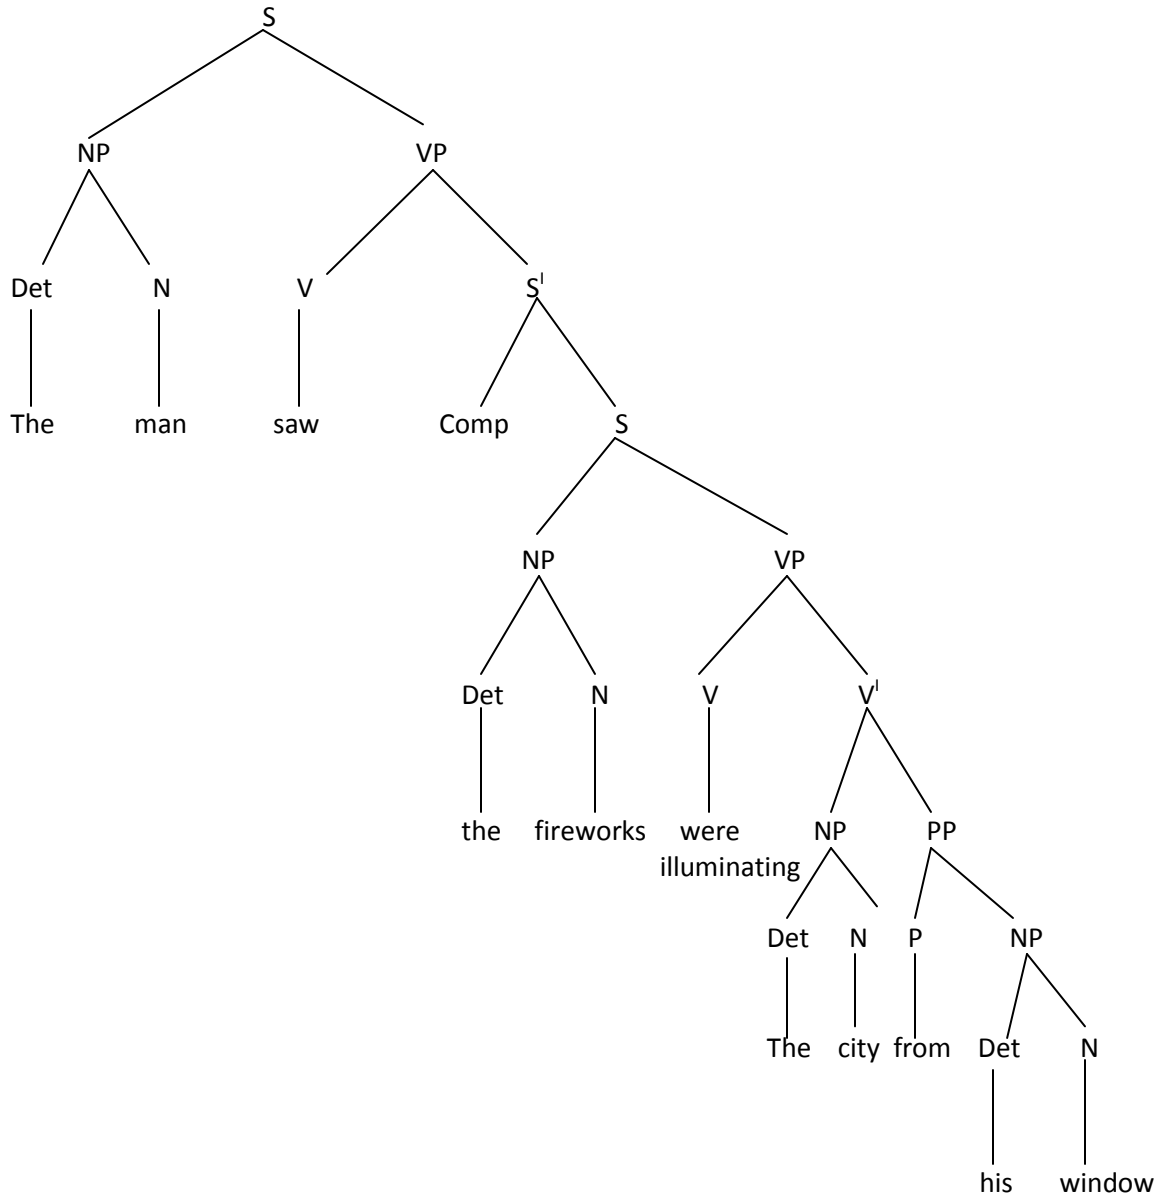 S
NP VP
Det N V S|
The man saw Comp S
NP VP
Det N V V|
the fireworks were NP PP
illuminating
Det N P NP
The city from Det N
his window